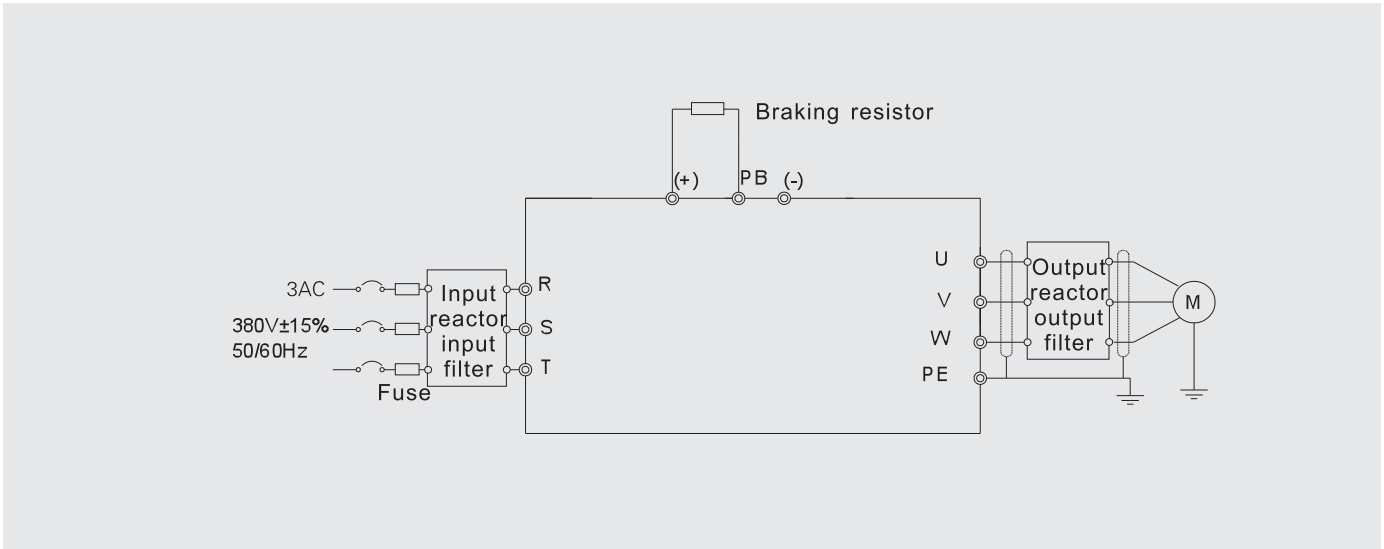 Braking resistor
(+)
PB
(-)
3AC
380V±15%
50/60Hz
Fuse
Input
reactor
input
filter
R
S
T
U
V
W
PE
Output
reactor
output
filter
M